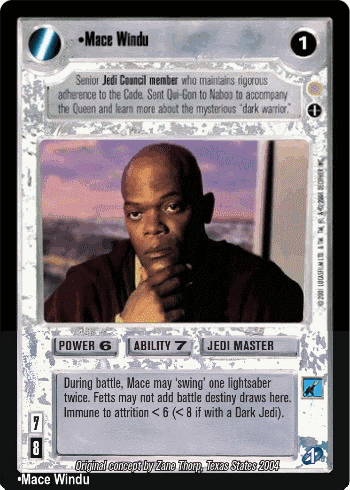 •Mace Windu
1
Senior Jedi Council member who maintains rigorous
adherence to the Code. Sent Qui-Gon to Naboo to accompany
the Queen and learn more about the mysterious "dark warrior."
POWER 6
ABILITY 7
JEDI MASTER
During battle, Mace may 'swing' one lightsaber
twice. Fetts may not add battle destiny draws here.
Immune to attrition < 6 (< 8 if with a Dark Jedi).
7
8
Original concept by Zane Thorp, Texas States 2004
•Mace Windu